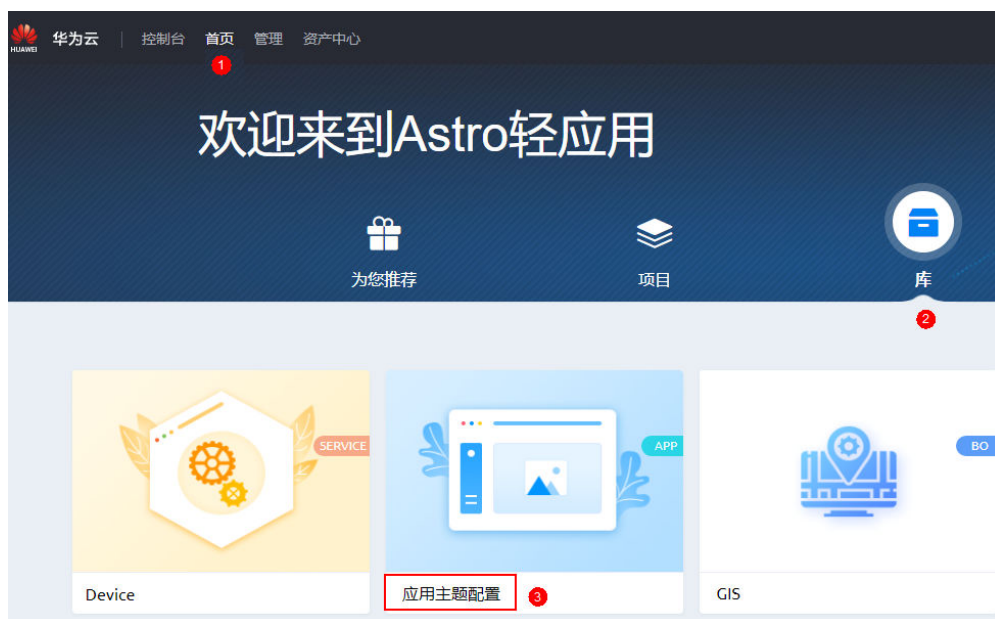 HUAWEI 华为云 控制台 首页 管理 资产中心
1
欢迎来到Astro轻应用
为您推荐 项目 库
2
SERVICE APP BO
Device 应用主题配置 3 GIS